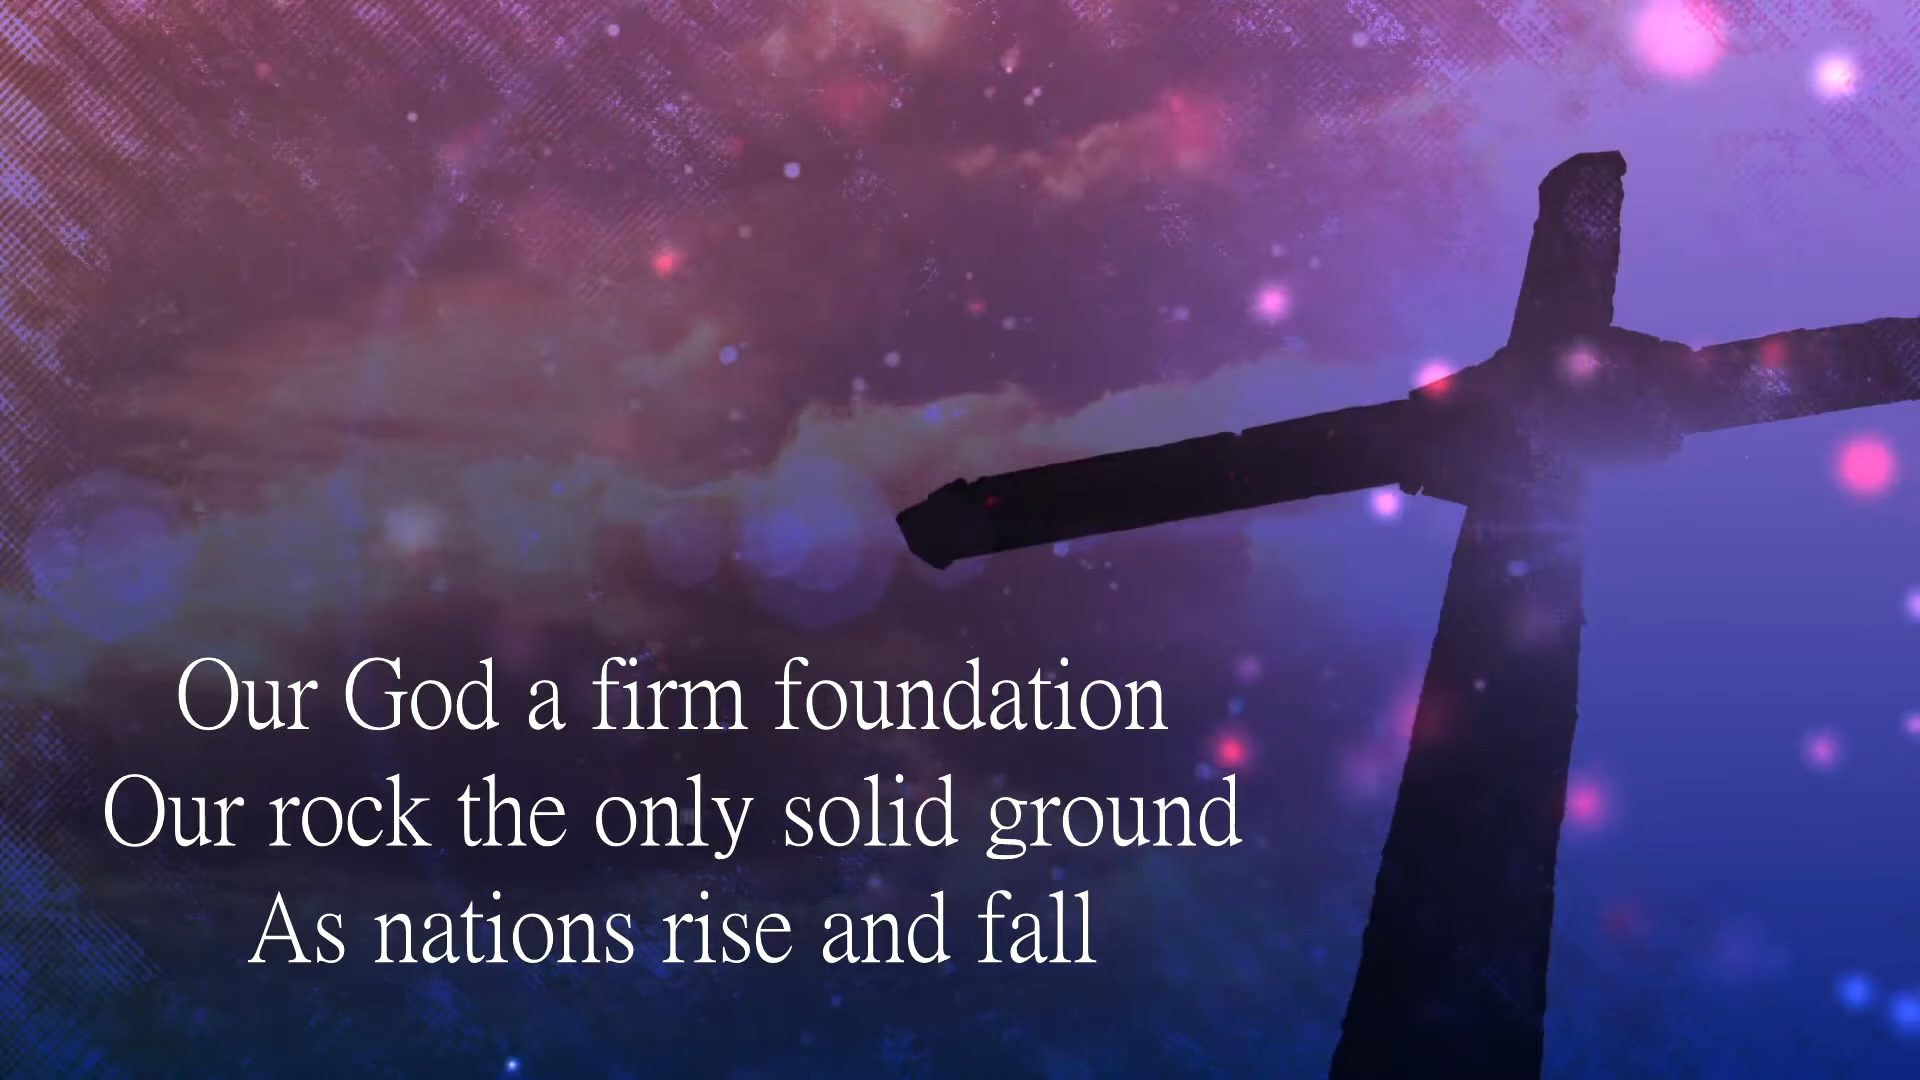 Our God a firm foundation
Our rock the only solid ground
As nations rise and fall